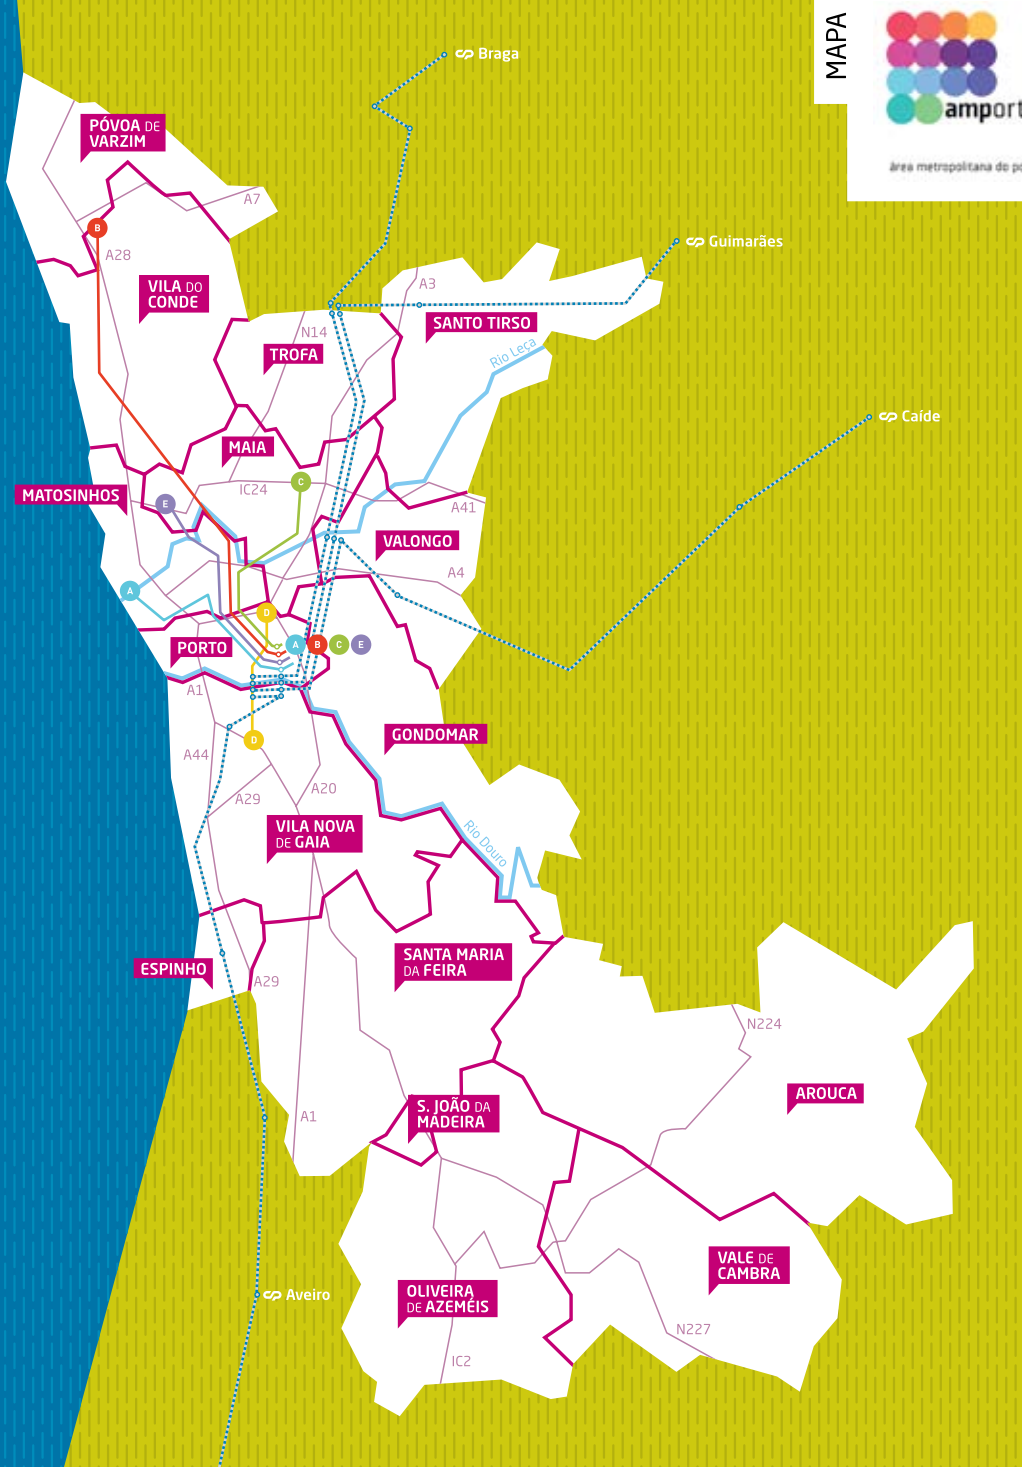 MAPA
amport
área metropolitana do po
Braga
PÓVOA DE
VARZIM
A7
B
A28
Guimarães
VILA DO
CONDE
A3
SANTO TIRSO
N14
TROFA
Rio Leça
Caíde
MAIA
MATOSINHOS
IC24
C
E
A41
VALONGO
A4
A
D
PORTO
A
B
C
E
A1
GONDOMAR
D
A44
A20
A29
VILA NOVA
DE GAIA
Rio Douro
SANTA MARIA
DA FEIRA
ESPINHO
A29
N224
AROUCA
S. JOÃO DA
MADEIRA
A1
VALE DE
CAMBRA
OLIVEIRA
DE AZEMÉIS
Aveiro
N227
IC2